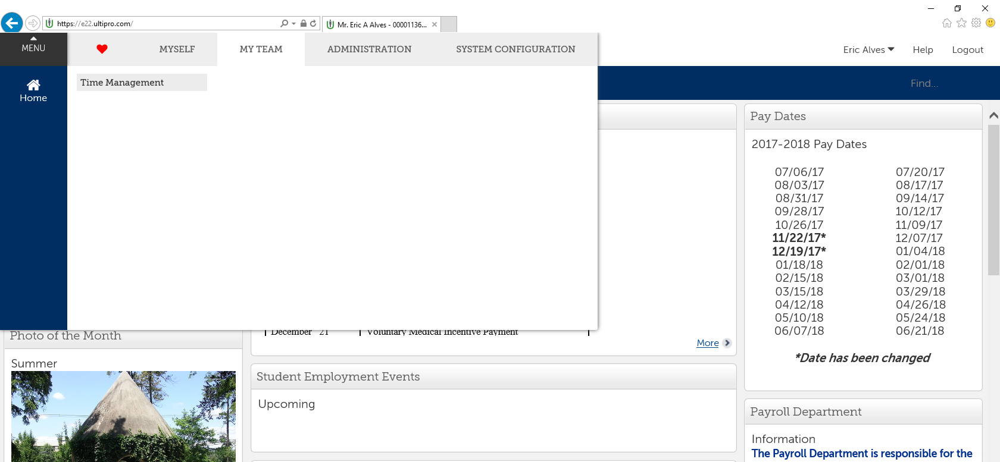 https://e22.ultipro.com/
Mr. Eric A Alves - 00001136...
MENU
MYSELF
MY TEAM
ADMINISTRATION
SYSTEM CONFIGURATION
Eric Alves
Help
Logout
Home
Time Management
Find...
Pay Dates
2017-2018 Pay Dates
07/06/17 07/20/17
08/03/17 08/17/17
08/31/17 09/14/17
09/28/17 10/12/17
10/26/17 11/09/17
11/22/17* 12/07/17
12/19/17* 01/04/18
01/18/18 02/01/18
02/15/18 03/01/18
03/15/18 03/29/18
04/12/18 04/26/18
05/10/18 05/24/18
06/07/18 06/21/18
*Date has been changed
December 21 Voluntary Medical Incentive Payment
More
Photo of the Month
Summer
Student Employment Events
Upcoming
Payroll Department
Information
The Payroll Department is responsible for the